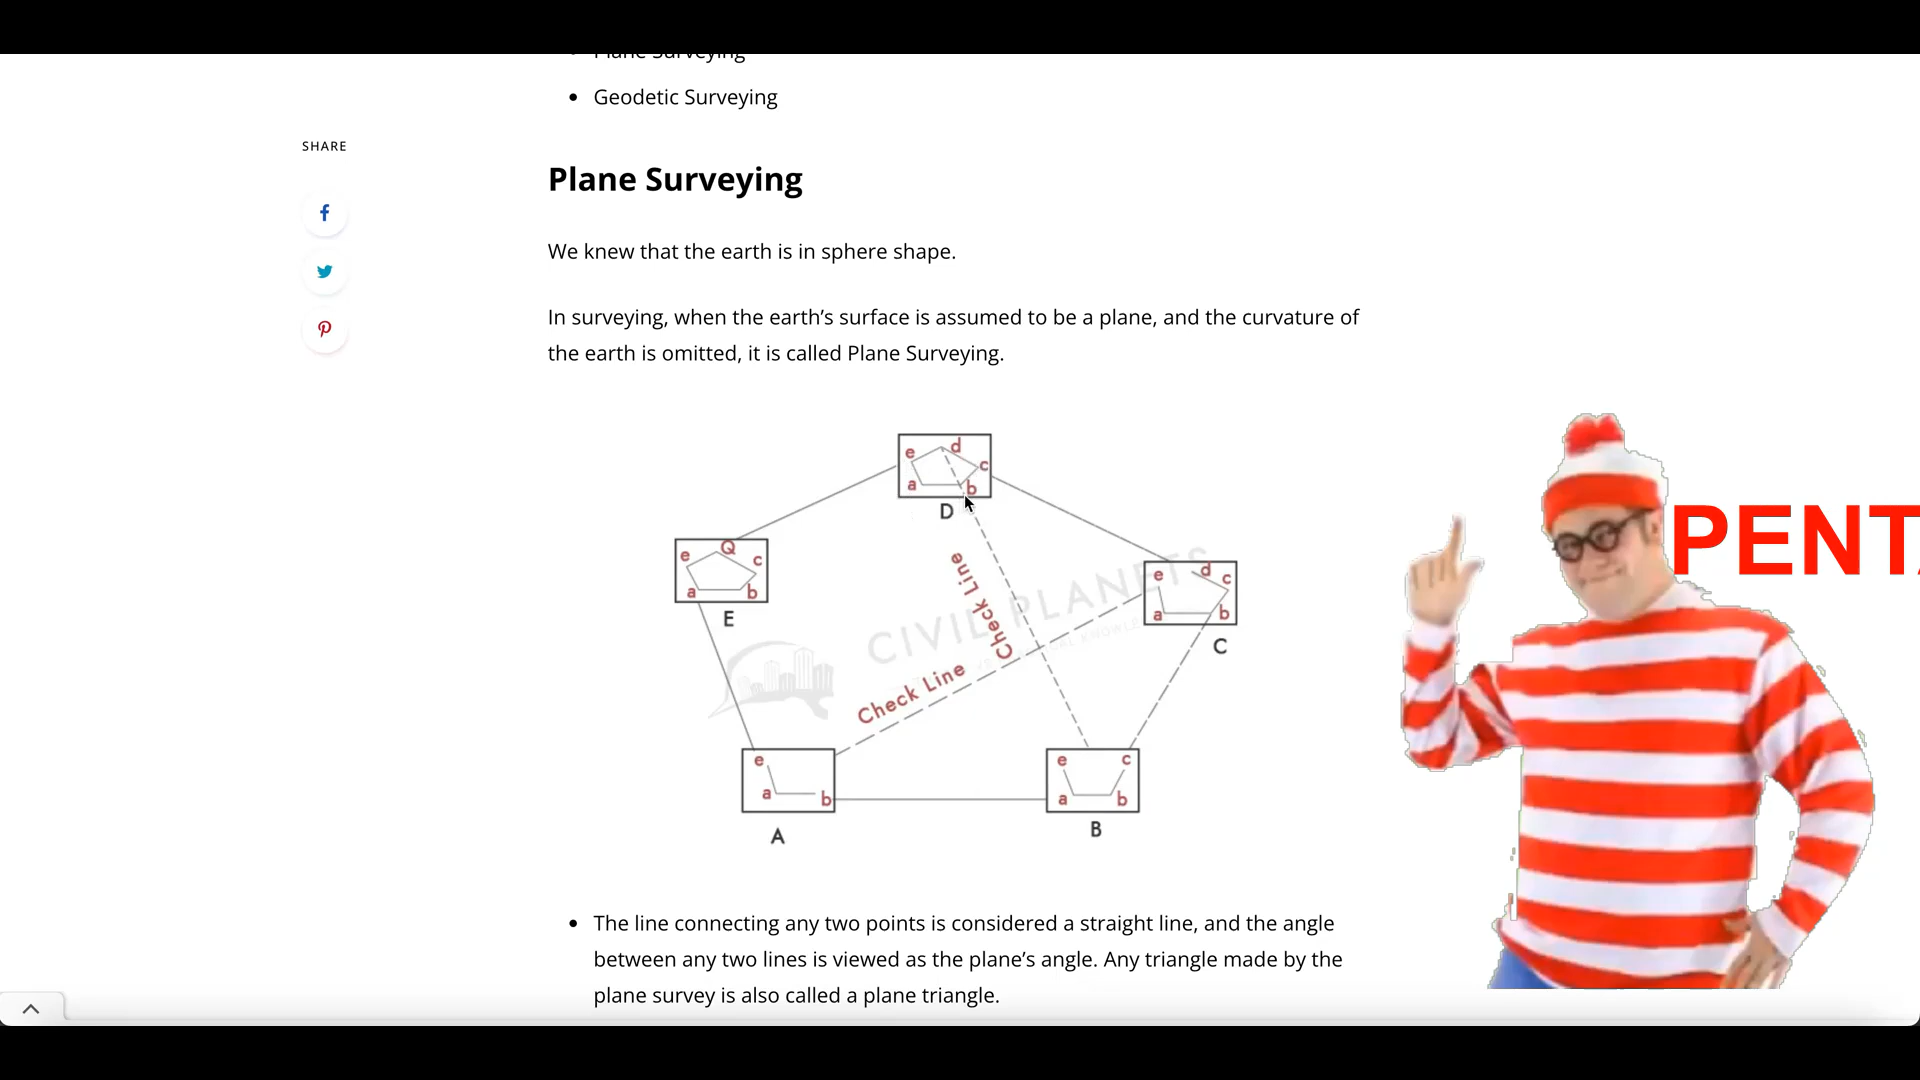 Plane Surveying
Geodetic Surveying
SHARE
Plane Surveying
We knew that the earth is in sphere shape.
In surveying, when the earth’s surface is assumed to be a plane, and the curvature of
the earth is omitted, it is called Plane Surveying.
e d c
a b
D
e Q c
a b
E
e d c
a b
C
Check Line
Check Line
CIVIL PLANETS
e
a b
A
e c
a b
B
PENT
The line connecting any two points is considered a straight line, and the angle
between any two lines is viewed as the plane’s angle. Any triangle made by the
plane survey is also called a plane triangle.